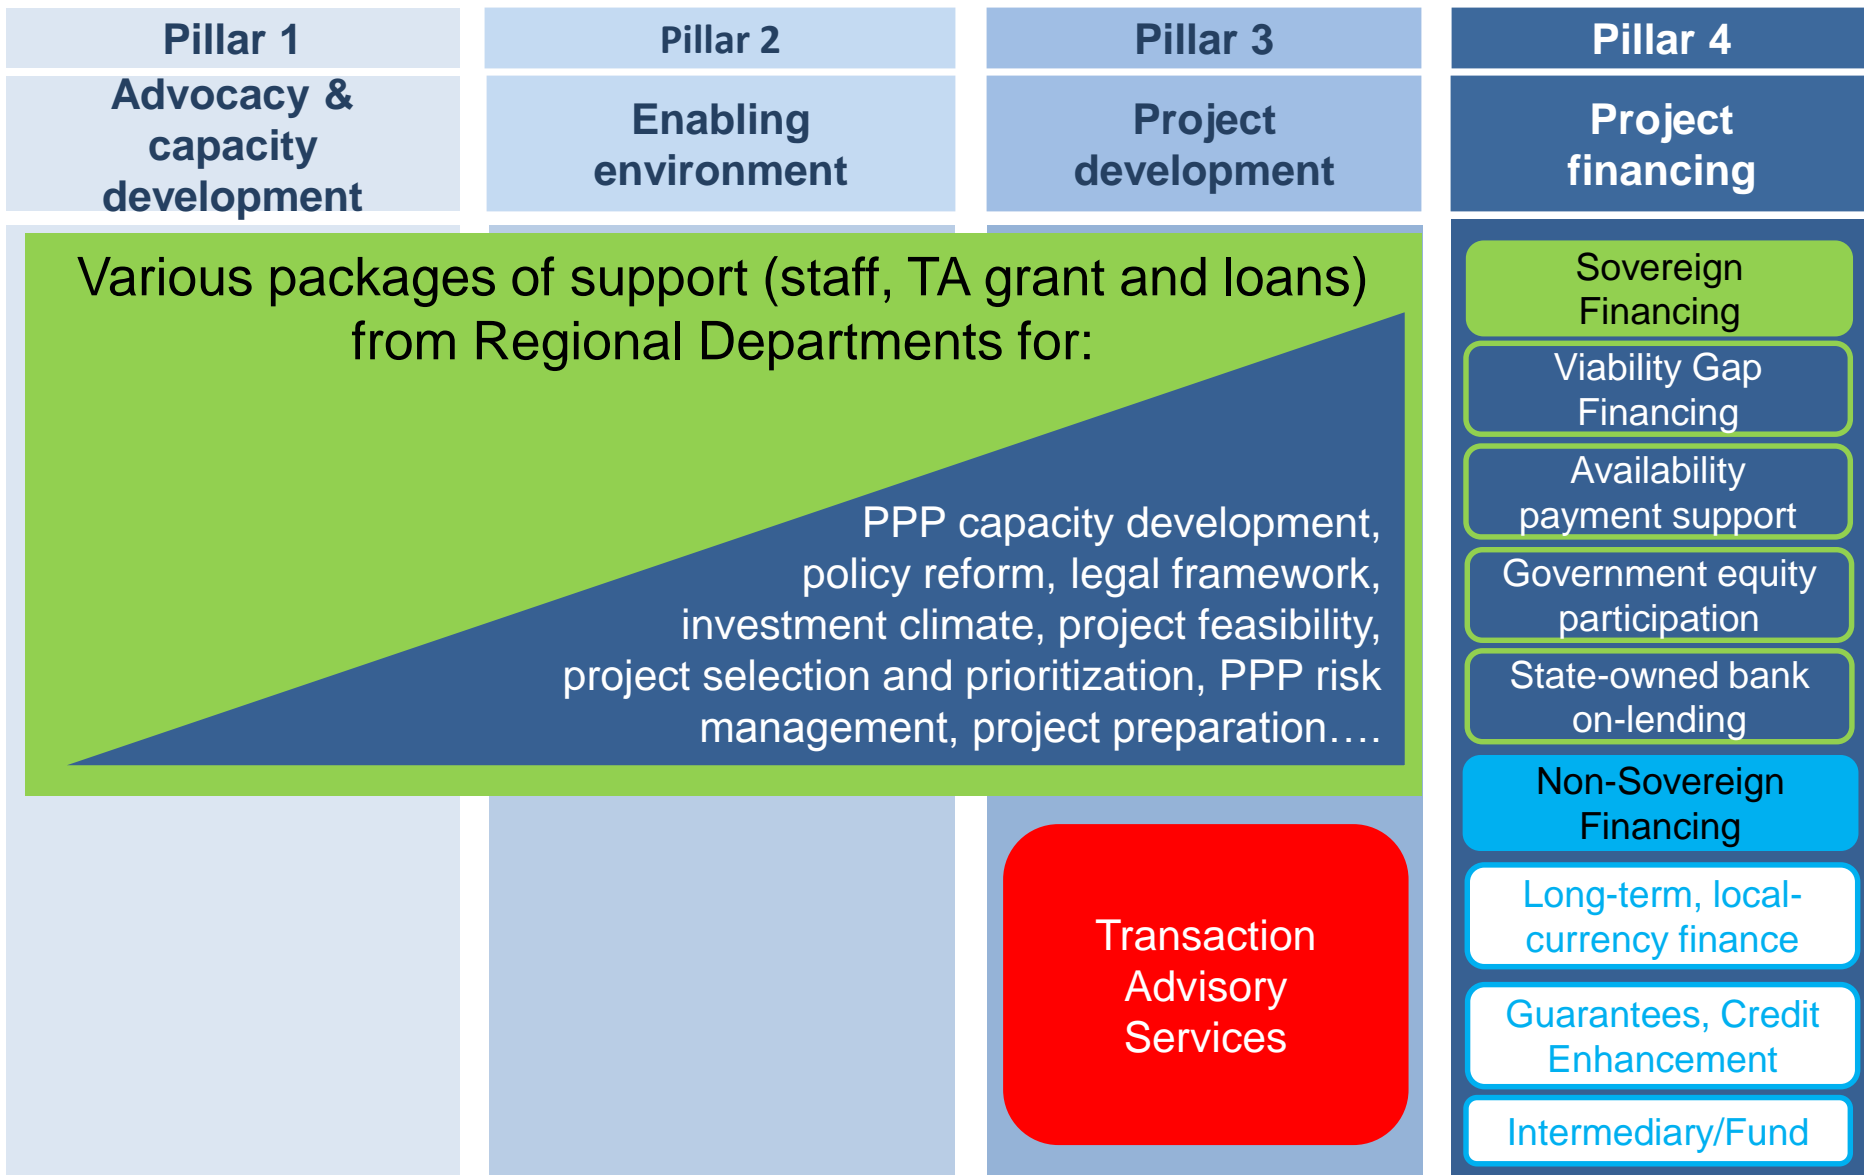 Pillar 1
Advocacy &
capacity
development
Pillar 2
Enabling
environment
Pillar 3
Project
development
Pillar 4
Project
financing
Various packages of support (staff, TA grant and loans)
from Regional Departments for:
PPP capacity development,
policy reform, legal framework,
investment climate, project feasibility,
project selection and prioritization, PPP risk
management, project preparation….
Transaction
Advisory
Services
Sovereign
Financing
Viability Gap
Financing
Availability
payment support
Government equity
participation
State-owned bank
on-lending
Non-Sovereign
Financing
Long-term, local-
currency finance
Guarantees, Credit
Enhancement
Intermediary/Fund